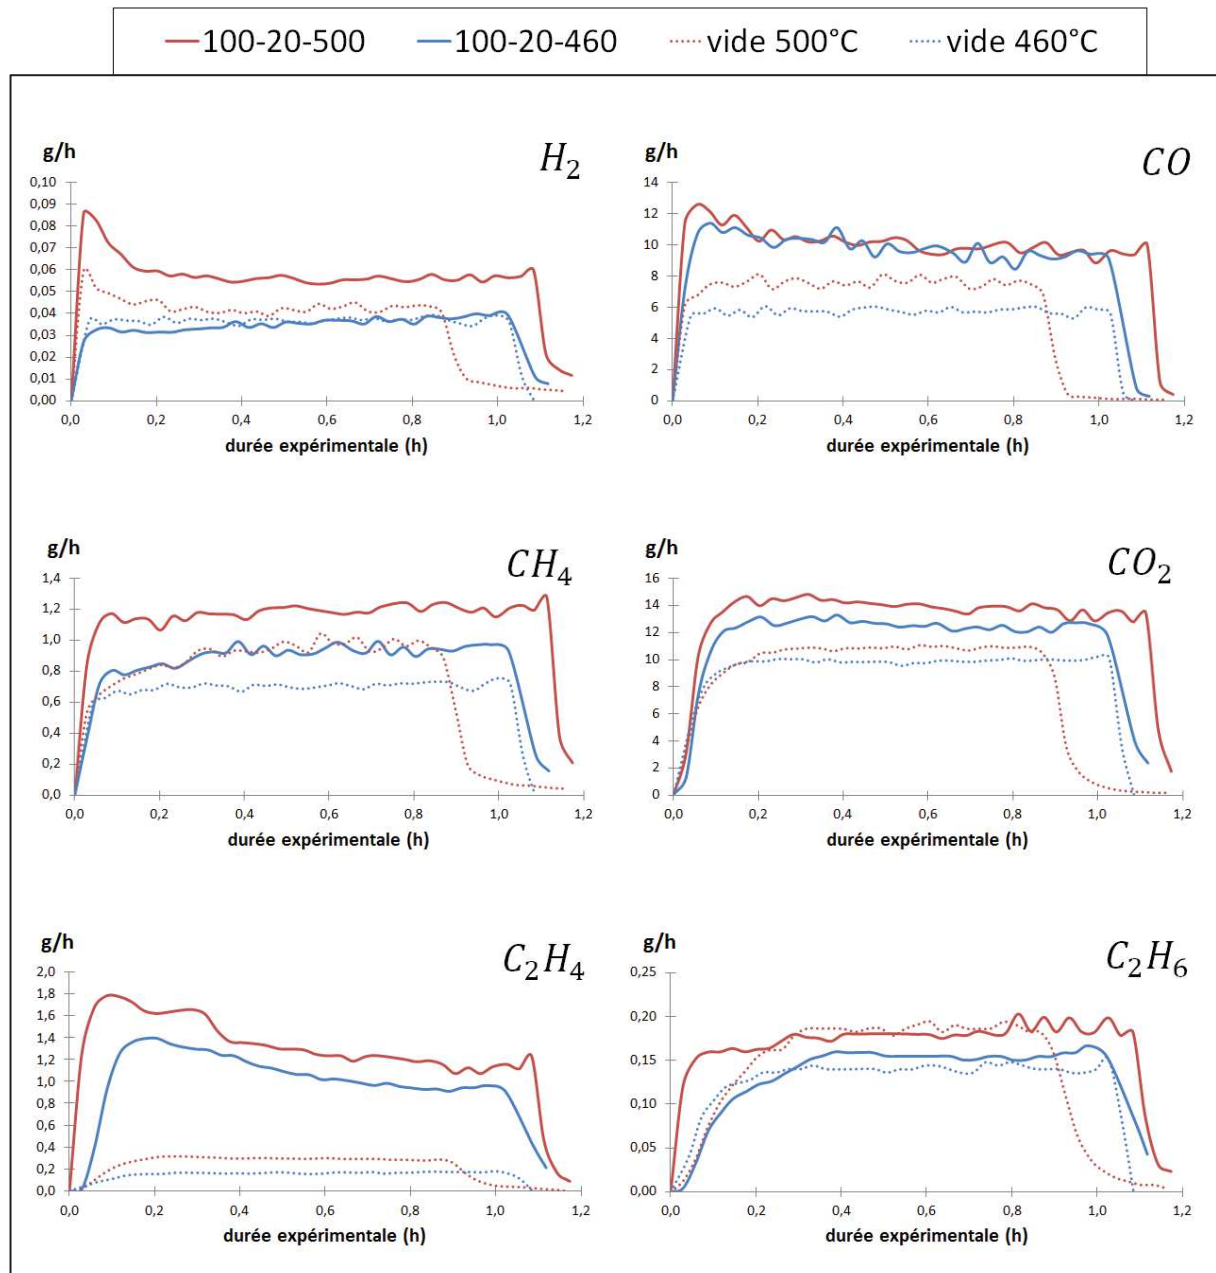 100-20-500 100-20-460 vide 500°C vide 460°C
g/h H₂
0,10
0,09
0,08
0,07
0,06
0,05
0,04
0,03
0,02
0,01
0,00
0,0 0,2 0,4 0,6 0,8 1,0 1,2
durée expérimentale (h)
g/h CO
14
12
10
8
6
4
2
0
0,0 0,2 0,4 0,6 0,8 1,0 1,2
durée expérimentale (h)
g/h CH₄
1,4
1,2
1,0
0,8
0,6
0,4
0,2
0,0
0,0 0,2 0,4 0,6 0,8 1,0 1,2
durée expérimentale (h)
g/h CO₂
16
14
12
10
8
6
4
2
0
0,0 0,2 0,4 0,6 0,8 1,0 1,2
durée expérimentale (h)
g/h C₂H₄
2,0
1,8
1,6
1,4
1,2
1,0
0,8
0,6
0,4
0,2
0,0
0,0 0,2 0,4 0,6 0,8 1,0 1,2
durée expérimentale (h)
g/h C₂H₆
0,25
0,20
0,15
0,10
0,05
0,00
0,0 0,2 0,4 0,6 0,8 1,0 1,2
durée expérimentale (h)